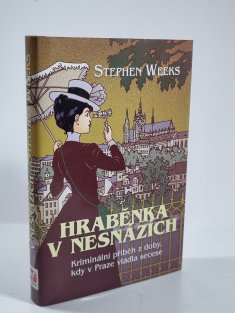 STEPHEN WEEKS
HRABĚNKA
V NESNÁZÍCH
Kriminální příběh z doby,
kdy v Praze vládla secese